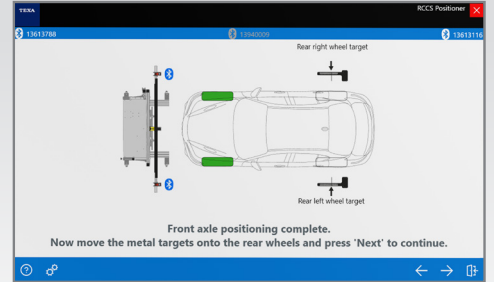 TEXA
RCCS Positioner
13613788
13940009
13613116
Rear right wheel target
Rear left wheel target
Front axle positioning complete.
Now move the metal targets onto the rear wheels and press 'Next' to continue.